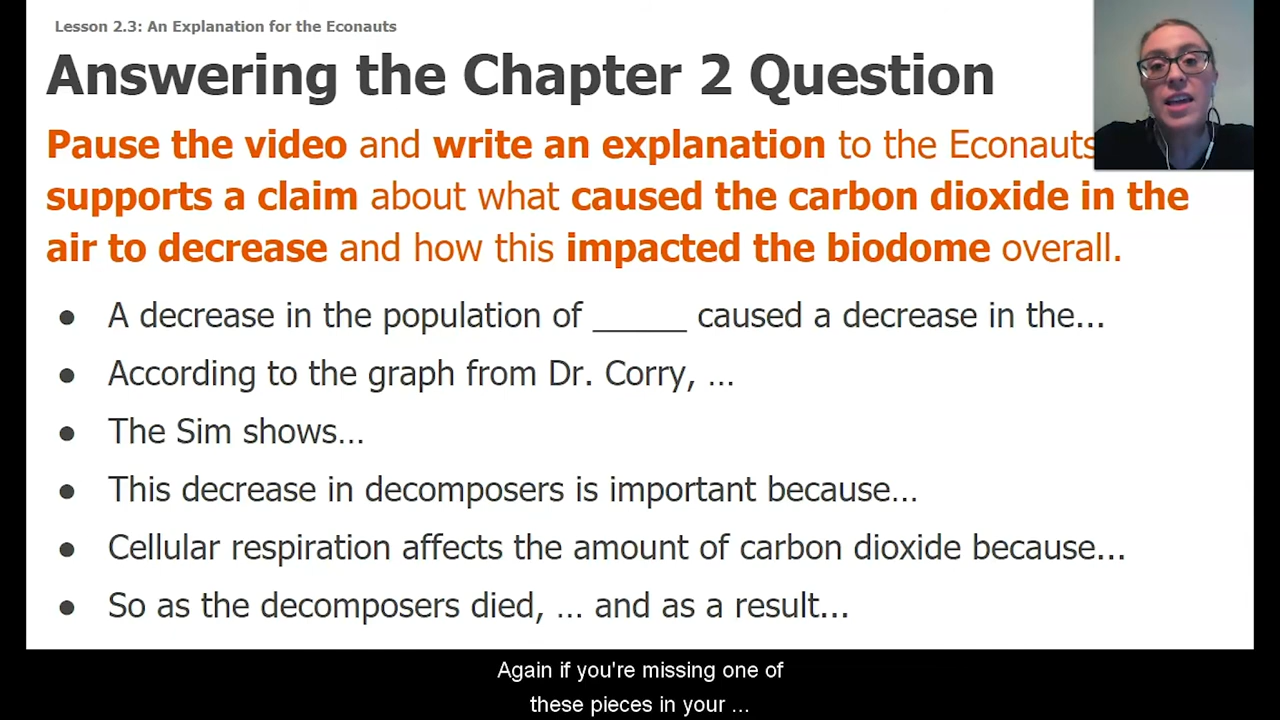 Lesson 2.3: An Explanation for the Econauts
Answering the Chapter 2 Question
Pause the video and write an explanation to the Econauts
supports a claim about what caused the carbon dioxide in the
air to decrease and how this impacted the biodome overall.
● A decrease in the population of _____ caused a decrease in the...
● According to the graph from Dr. Corry, ...
● The Sim shows...
● This decrease in decomposers is important because...
● Cellular respiration affects the amount of carbon dioxide because...
● So as the decomposers died, ... and as a result...
Again if you're missing one of
these pieces in your ...